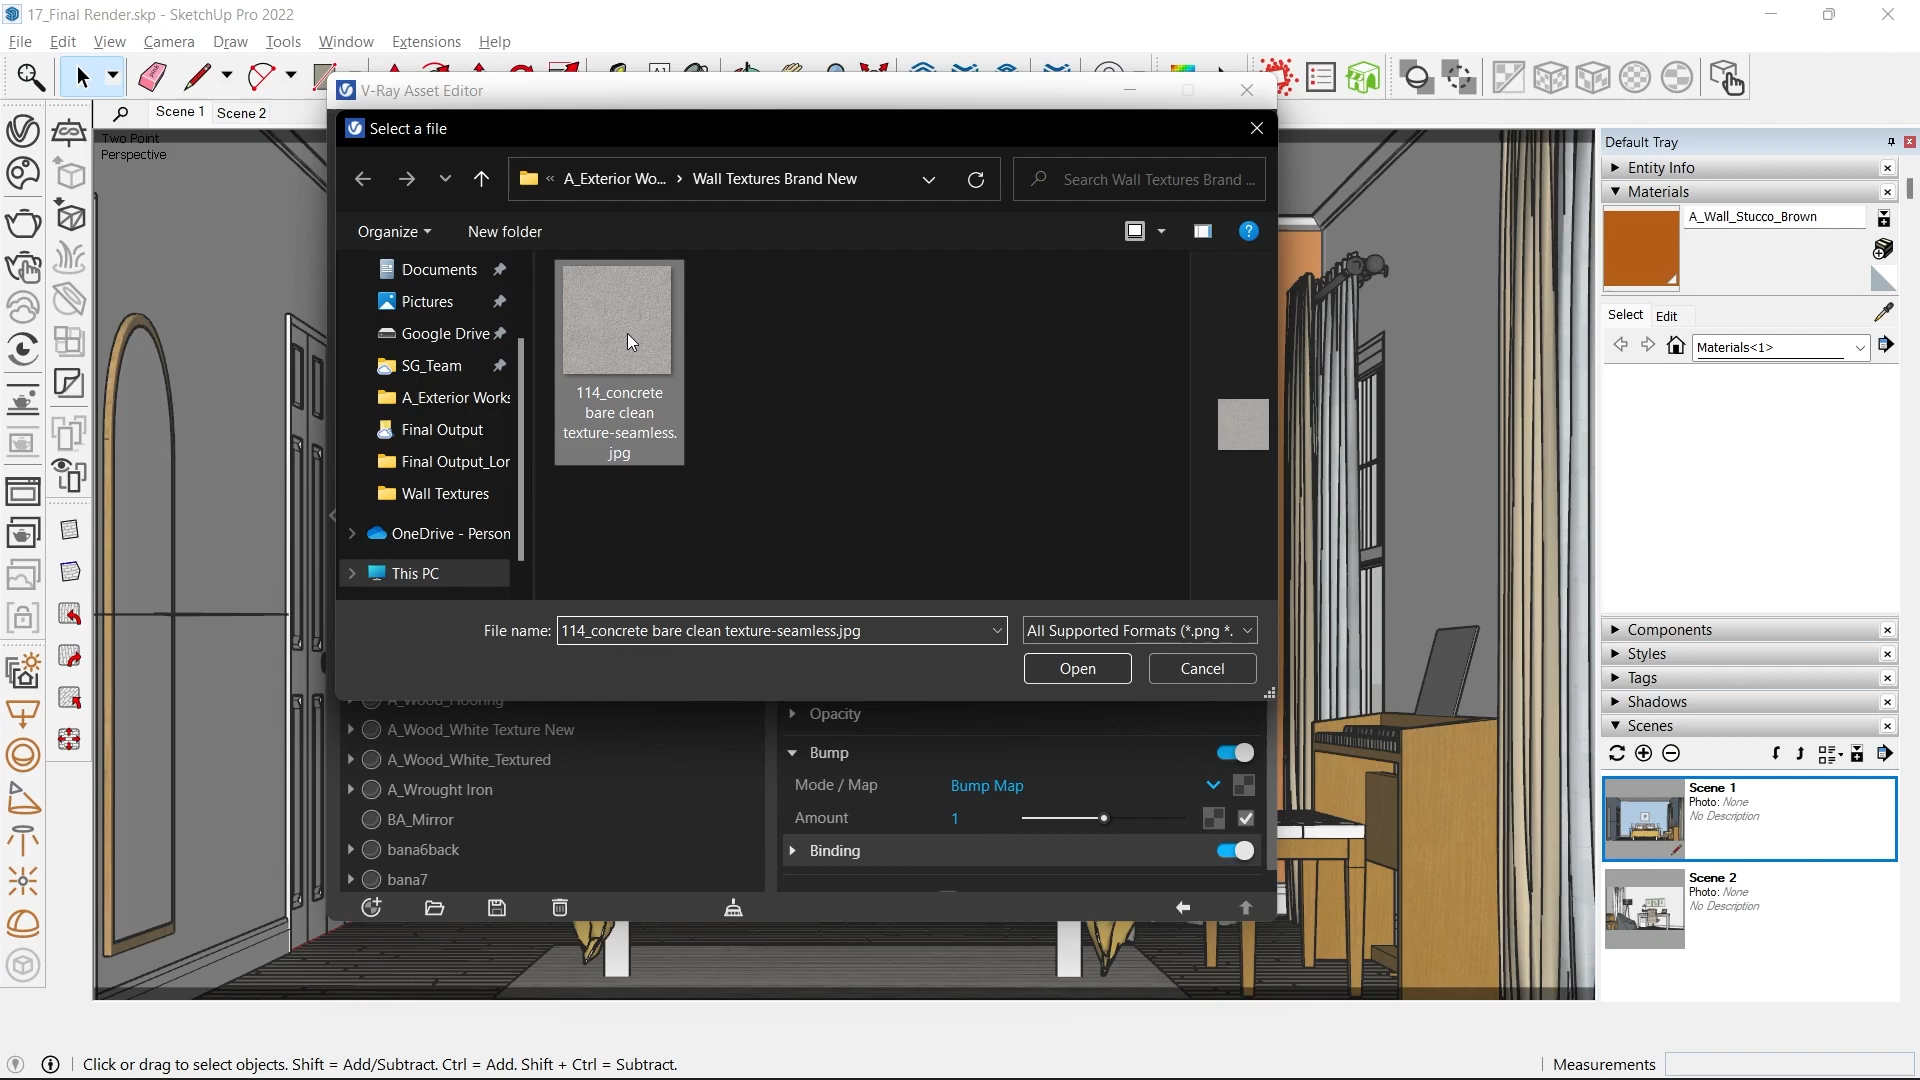 17_Final Render.skp - SketchUp Pro 2022
File Edit View Camera Draw Tools Window Extensions Help
Scene 1 Scene 2
Two Point
Perspective
V-Ray Asset Editor
Select a file
« A_Exterior Wo... › Wall Textures Brand New
Search Wall Textures Brand ...
Organize New folder
Documents
Pictures
Google Drive
SG_Team
A_Exterior Works
Final Output
Final Output_Lor
Wall Textures
OneDrive - Person
This PC
114_concrete
bare clean
texture-seamless.
jpg
File name: 114_concrete bare clean texture-seamless.jpg All Supported Formats (*.png *.
Open Cancel
A_Wood_Flooring
A_Wood_White Texture New
A_Wood_White_Textured
A_Wrought Iron
BA_Mirror
bana6back
bana7
Opacity
Bump
Mode / Map Bump Map
Amount 1
Binding
Default Tray
Entity Info
Materials
A_Wall_Stucco_Brown
Select Edit
Materials<1>
Components
Styles
Tags
Shadows
Scenes
Scene 1
Photo: None
No Description
Scene 2
Photo: None
No Description
Click or drag to select objects. Shift = Add/Subtract. Ctrl = Add. Shift + Ctrl = Subtract.
Measurements